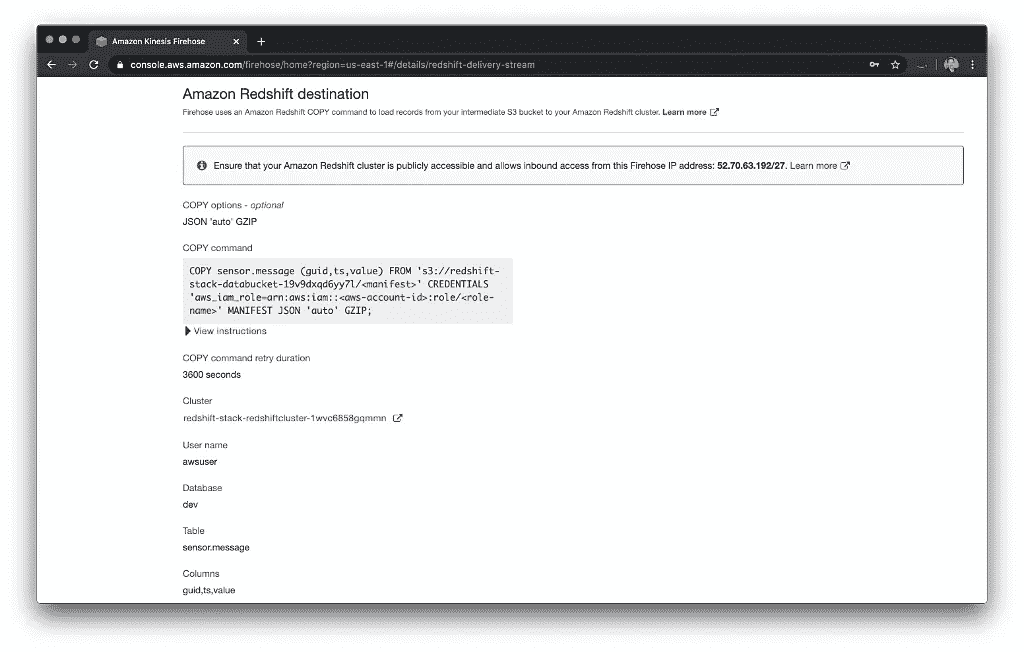 Amazon Kinesis Firehose
console.aws.amazon.com/firehose/home?region=us-east-1#/details/redshift-delivery-stream
Amazon Redshift destination
Firehose uses an Amazon Redshift COPY command to load records from your intermediate S3 bucket to your Amazon Redshift cluster. Learn more
Ensure that your Amazon Redshift cluster is publicly accessible and allows inbound access from this Firehose IP address: 52.70.63.192/27. Learn more
COPY options - optional
JSON 'auto' GZIP
COPY command
COPY sensor.message (guid,ts,value) FROM 's3://redshift-
stack-databucket-19v9dxqd6yy7l/<manifest>' CREDENTIALS
'aws_iam_role=arn:aws:iam::<aws-account-id>:role/<role-
name>' MANIFEST JSON 'auto' GZIP;
View instructions
COPY command retry duration
3600 seconds
Cluster
redshift-stack-redshiftcluster-1wvc6858gqmmn
User name
awsuser
Database
dev
Table
sensor.message
Columns
guid,ts,value